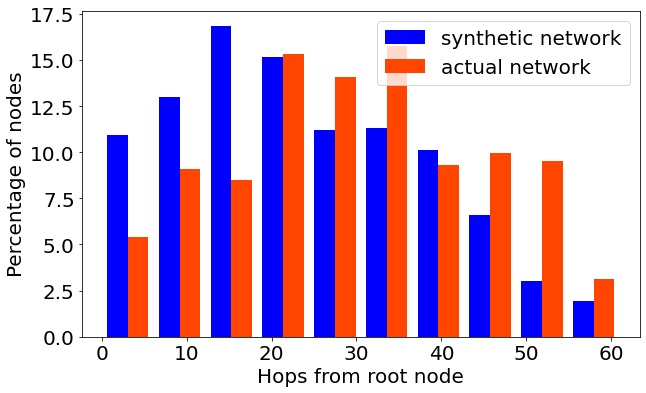 17.5
15.0
12.5
10.0
7.5
5.0
2.5
0.0
Percentage of nodes
synthetic network
actual network
0 10 20 30 40 50 60
Hops from root node